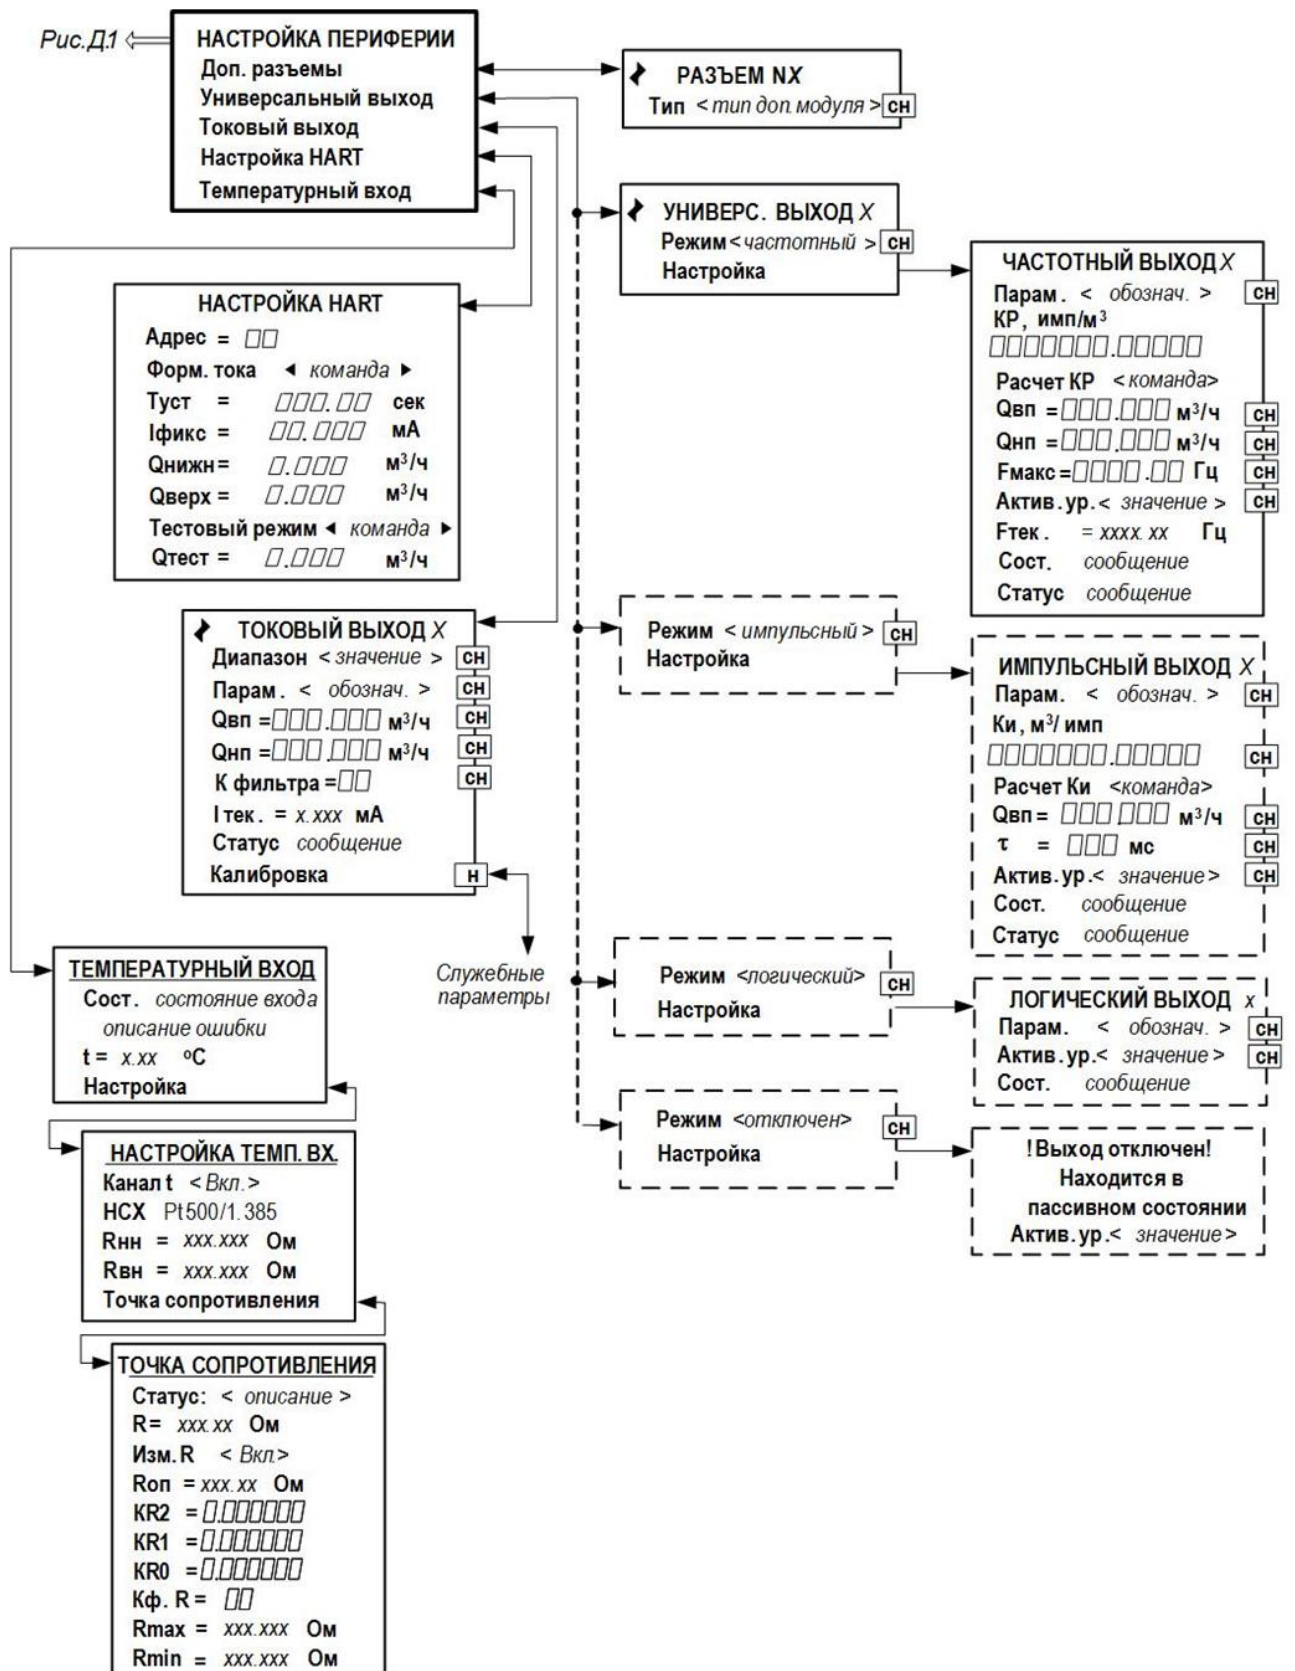 Рис.Д.1
НАСТРОЙКА ПЕРИФЕРИИ
Доп. разъемы
Универсальный выход
Токовый выход
Настройка HART
Температурный вход
РАЗЪЕМ NX
Тип < тип доп. модуля > СН
УНИВЕРС. ВЫХОД X
Режим < частотный > СН
Настройка
ЧАСТОТНЫЙ ВЫХОД X
Парам. < обознач. > СН
КР, имп/м³
▯▯▯▯▯▯▯.▯▯▯▯▯
Расчет КР <команда>
Qвп =▯▯▯.▯▯▯ м³/ч СН
Qнп =▯▯▯.▯▯▯ м³/ч СН
Fмакс =▯▯▯▯.▯▯ Гц СН
Актив.ур.< значение > СН
Fтек. = xxxx.xx Гц
Сост. сообщение
Статус сообщение
НАСТРОЙКА HART
Адрес = ▯▯
Форм. тока ◄ команда ►
Туст = ▯▯▯.▯▯ сек
Iфикс = ▯▯.▯▯▯ мА
Qнижн = ▯.▯▯▯ м³/ч
Qверх = ▯.▯▯▯ м³/ч
Тестовый режим ◄ команда ►
Qтест = ▯.▯▯▯ м³/ч
ТОКОВЫЙ ВЫХОД X
Диапазон < значение > СН
Парам. < обознач. > СН
Qвп =▯▯▯.▯▯▯ м³/ч СН
Qнп =▯▯▯.▯▯▯ м³/ч СН
К фильтра =▯▯ СН
I тек. = x.xxx мА
Статус сообщение
Калибровка Н
Служебные
параметры
Режим < импульсный > СН
Настройка
ИМПУЛЬСНЫЙ ВЫХОД X
Парам. < обознач. > СН
Ки, м³/ имп
▯▯▯▯▯▯▯.▯▯▯▯▯ СН
Расчет Ки <команда>
Qвп = ▯▯▯.▯▯▯ м³/ч СН
τ = ▯▯▯ мс СН
Актив.ур.< значение > СН
Сост. сообщение
Статус сообщение
Режим <логический> СН
Настройка
ЛОГИЧЕСКИЙ ВЫХОД x
Парам. < обознач. > СН
Актив.ур.< значение > СН
Сост. сообщение
Режим <отключен> СН
Настройка
!Выход отключен!
Находится в
пассивном состоянии
Актив.ур.< значение >
ТЕМПЕРАТУРНЫЙ ВХОД
Сост. состояние входа
описание ошибки
t = x.xx ºC
Настройка
НАСТРОЙКА ТЕМП. ВХ.
Канал t < Вкл.>
НСХ Pt500/1.385
Rнн = xxx.xxx Ом
Rвн = xxx.xxx Ом
Точка сопротивления
ТОЧКА СОПРОТИВЛЕНИЯ
Статус: < описание >
R = xxx.xx Ом
Изм. R < Вкл.>
Rоп = xxx.xx Ом
KR2 =▯.▯▯▯▯▯▯
KR1 =▯.▯▯▯▯▯▯
KR0 =▯.▯▯▯▯▯▯
Кф. R = ▯▯
Rmax = xxx.xxx Ом
Rmin = xxx.xxx Ом